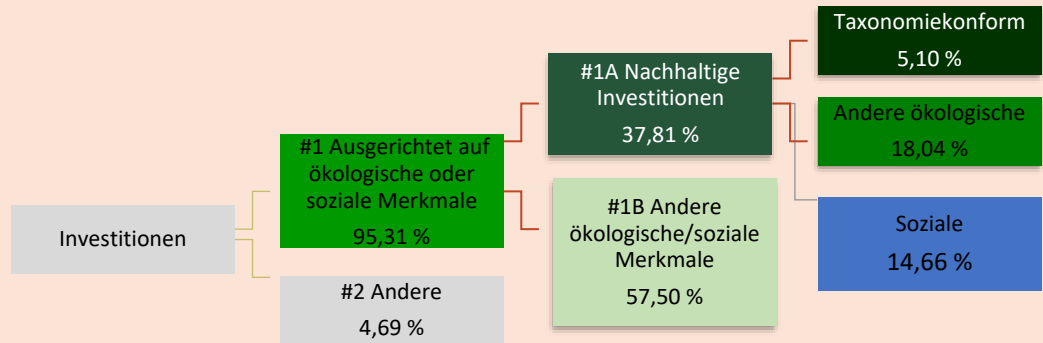 Investitionen
#1 Ausgerichtet auf
ökologische oder
soziale Merkmale
95,31 %
#2 Andere
4,69 %
#1A Nachhaltige
Investitionen
37,81 %
#1B Andere
ökologische/soziale
Merkmale
57,50 %
Taxonomiekonform
5,10 %
Andere ökologische
18,04 %
Soziale
14,66 %